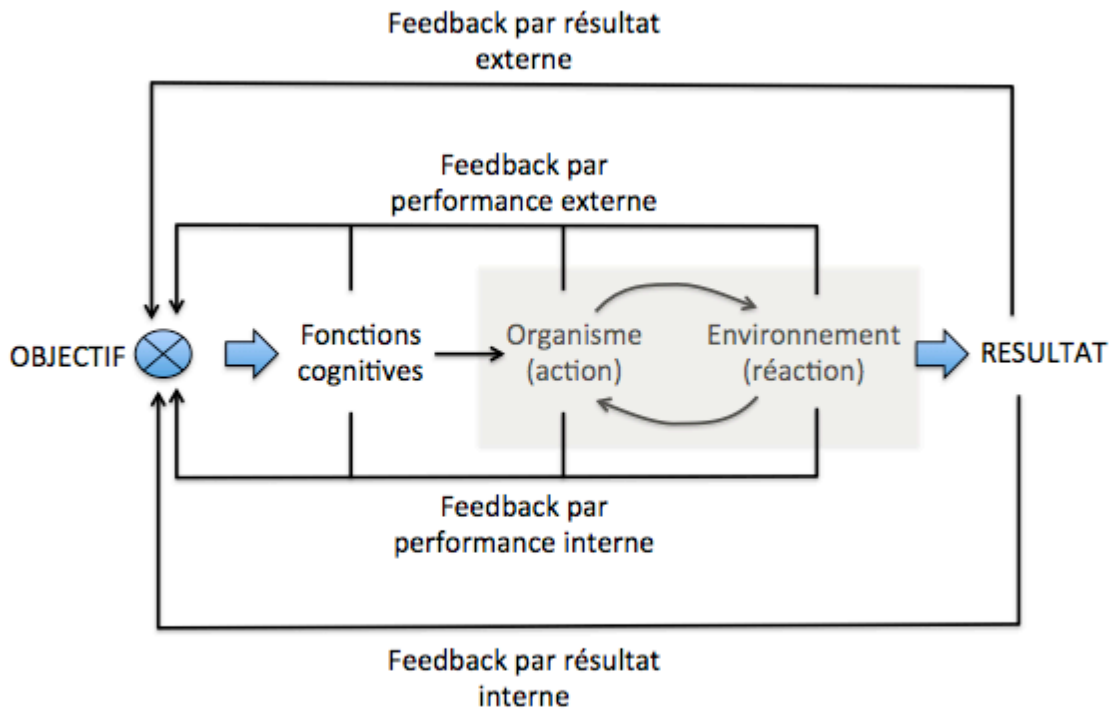 Feedback par résultat
externe
Feedback par
performance externe
OBJECTIF
Fonctions
cognitives
Organisme
(action)
Environnement
(réaction)
RESULTAT
Feedback par
performance interne
Feedback par résultat
interne